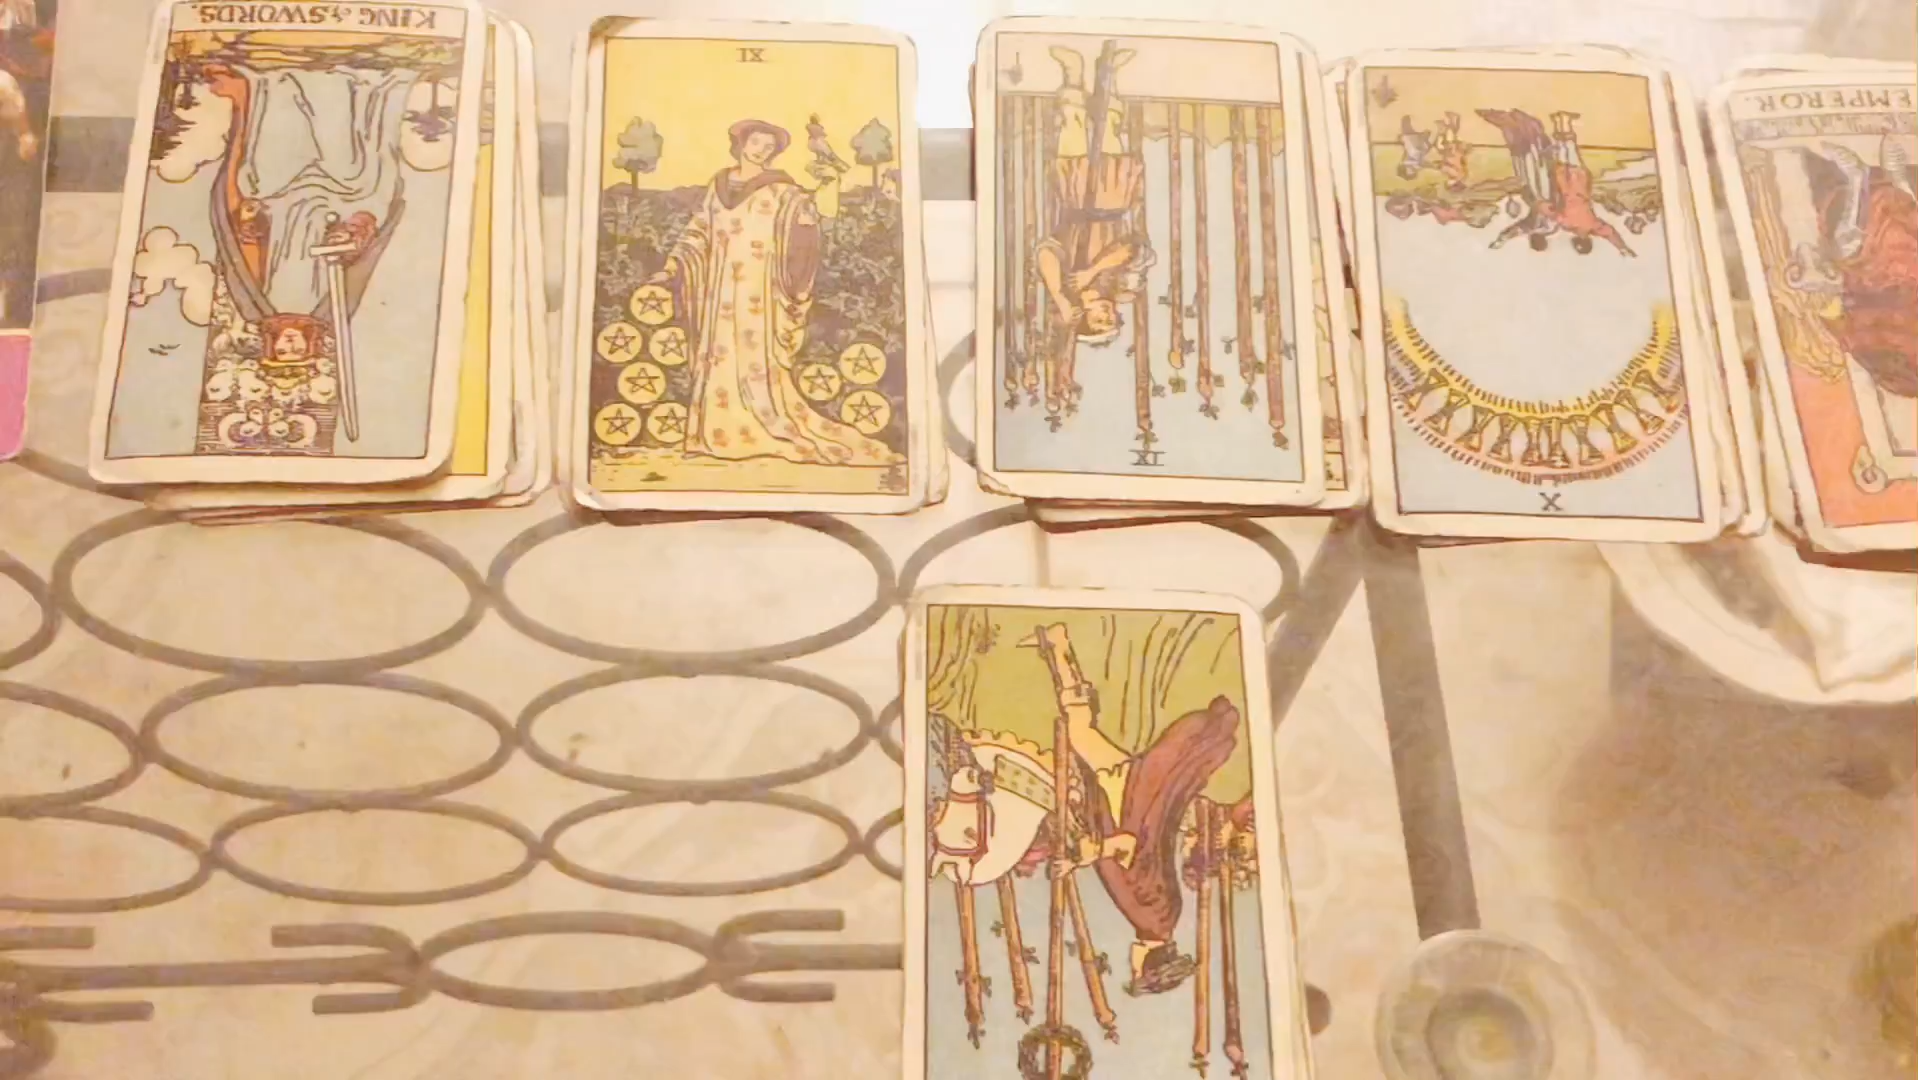 KING of SWORDS.
IX
IX
X
EMPEROR.